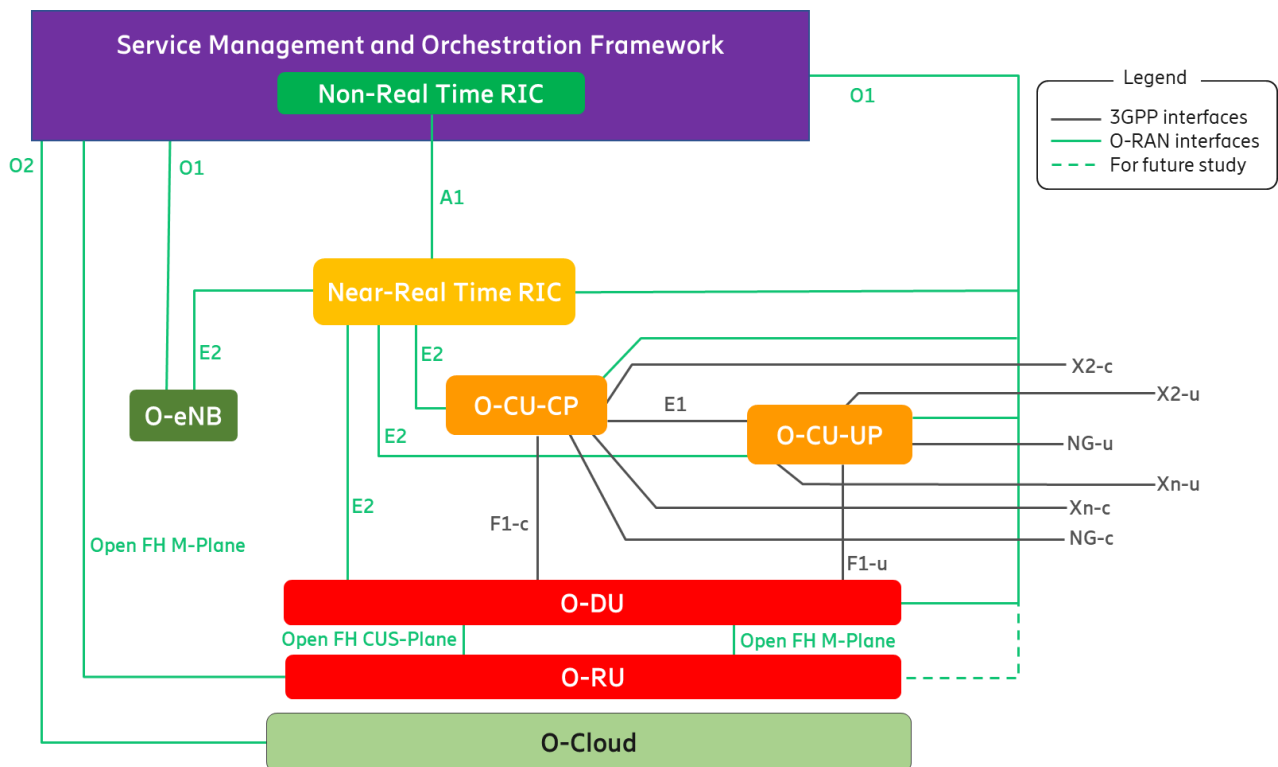 Service Management and Orchestration Framework
Non-Real Time RIC
Legend
3GPP interfaces
O-RAN interfaces
For future study
O1
O2
O1
A1
Near-Real Time RIC
E2
E2
O-eNB
O-CU-CP
E1
X2-c
X2-u
E2
O-CU-UP
NG-u
Xn-u
E2
F1-c
Xn-c
NG-c
Open FH M-Plane
F1-u
O-DU
Open FH CUS-Plane
Open FH M-Plane
O-RU
O-Cloud